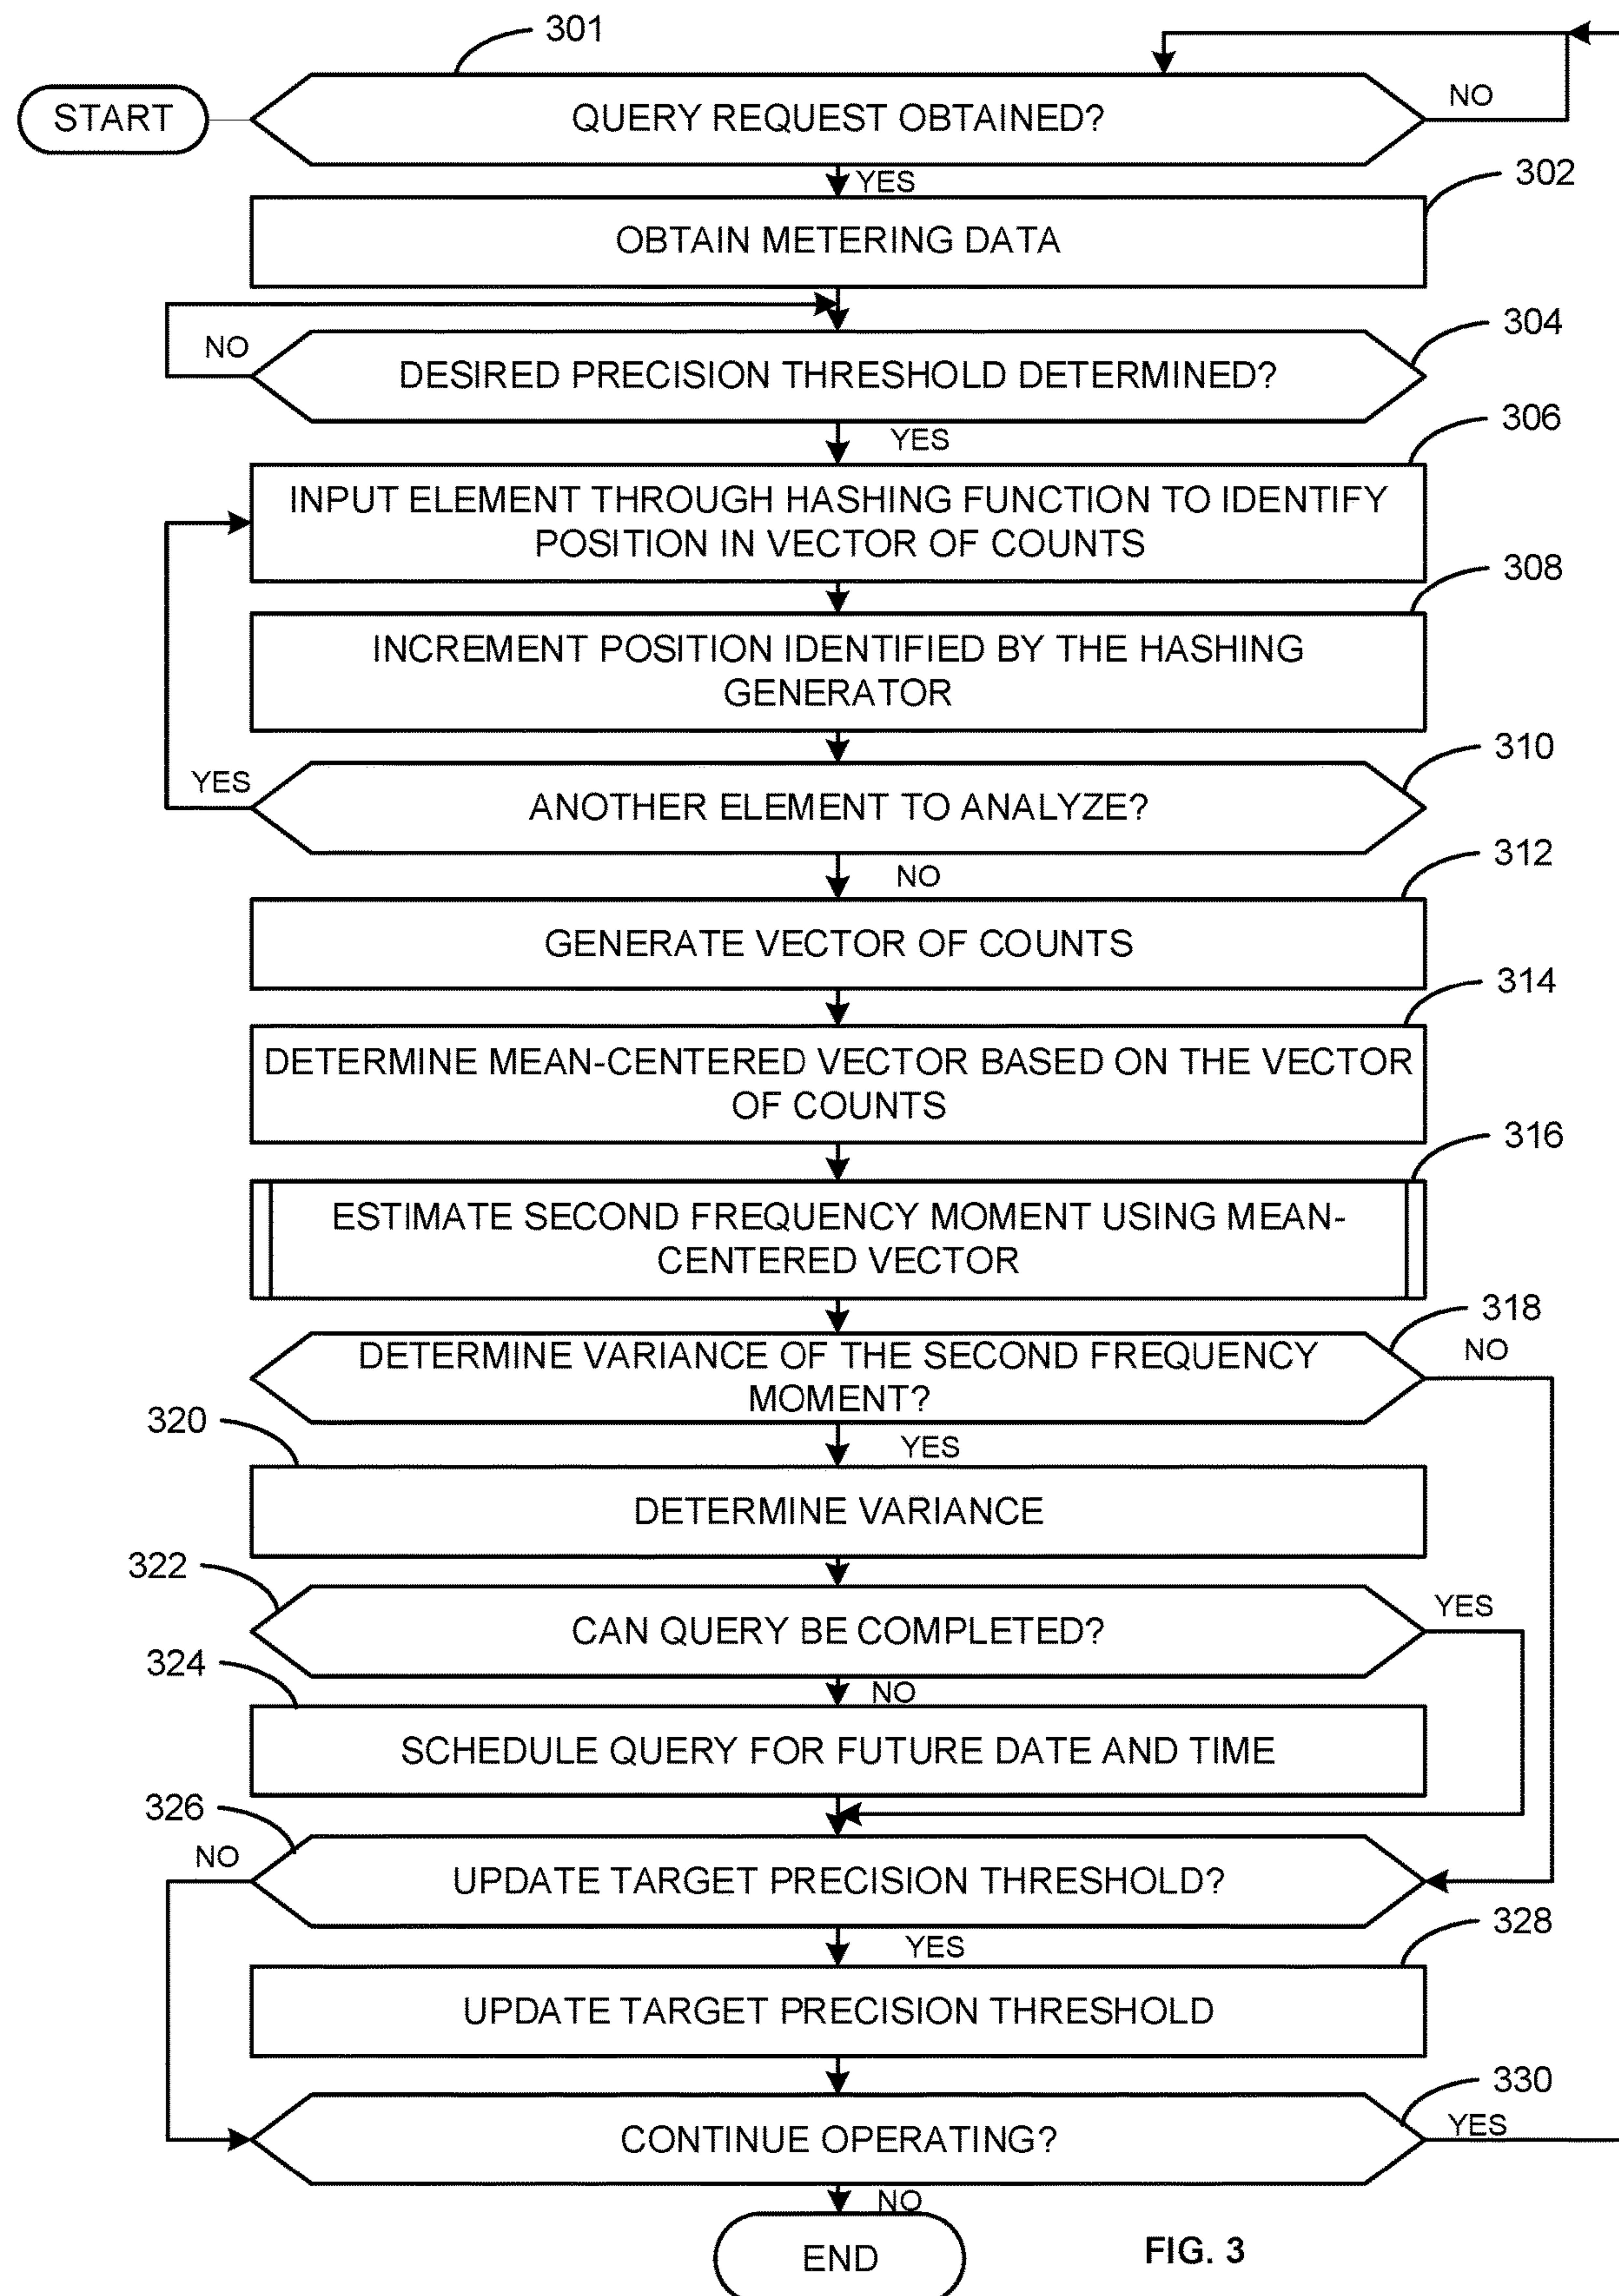 301
START
QUERY REQUEST OBTAINED?
NO
YES
302
OBTAIN METERING DATA
304
NO
DESIRED PRECISION THRESHOLD DETERMINED?
YES
306
INPUT ELEMENT THROUGH HASHING FUNCTION TO IDENTIFY
POSITION IN VECTOR OF COUNTS
308
INCREMENT POSITION IDENTIFIED BY THE HASHING
GENERATOR
310
YES
ANOTHER ELEMENT TO ANALYZE?
312
NO
GENERATE VECTOR OF COUNTS
314
DETERMINE MEAN-CENTERED VECTOR BASED ON THE VECTOR
OF COUNTS
316
ESTIMATE SECOND FREQUENCY MOMENT USING MEAN-
CENTERED VECTOR
318
DETERMINE VARIANCE OF THE SECOND FREQUENCY
MOMENT?
NO
320
YES
DETERMINE VARIANCE
322
CAN QUERY BE COMPLETED?
YES
324
NO
SCHEDULE QUERY FOR FUTURE DATE AND TIME
326
NO
UPDATE TARGET PRECISION THRESHOLD?
328
YES
UPDATE TARGET PRECISION THRESHOLD
330
CONTINUE OPERATING?
YES
NO
END
FIG. 3